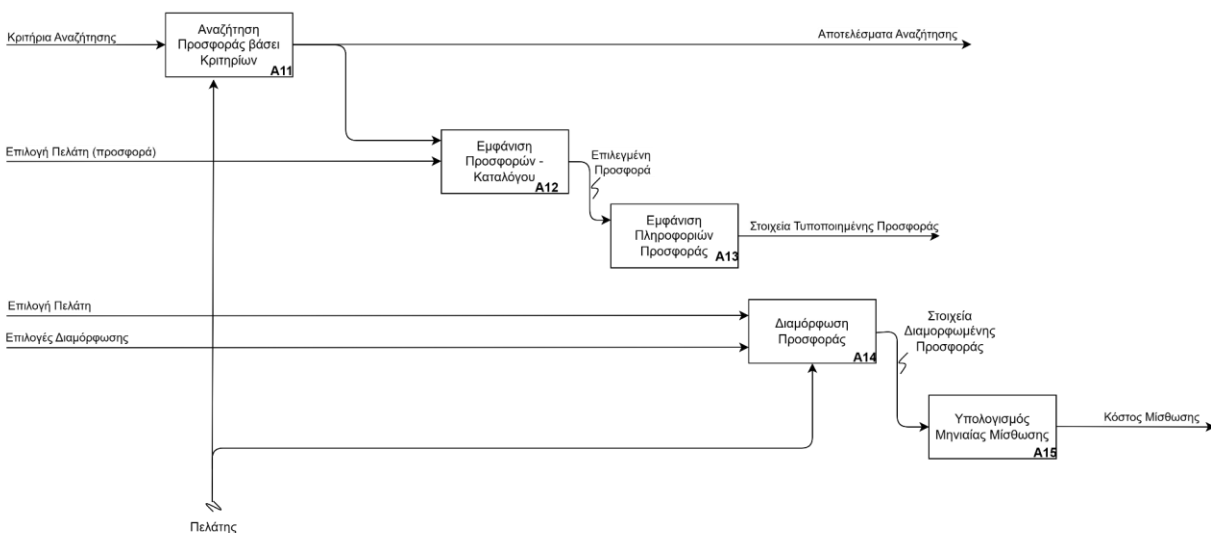 Αναζήτηση
Προσφοράς βάσει
Κριτηρίων
A11
Κριτήρια Αναζήτησης
Αποτελέσματα Αναζήτησης
Επιλογή Πελάτη (προσφορά)
Εμφάνιση
Προσφορών -
Καταλόγου
A12
Επιλεγμένη
Προσφορά
Εμφάνιση
Πληροφοριών
Προσφοράς
A13
Στοιχεία Τυποποιημένης Προσφοράς
Επιλογή Πελάτη
Επιλογές Διαμόρφωσης
Διαμόρφωση
Προσφοράς
A14
Στοιχεία
Διαμορφωμένης
Προσφοράς
Υπολογισμός
Μηνιαίας Μίσθωσης
A15
Κόστος Μίσθωσης
Πελάτης